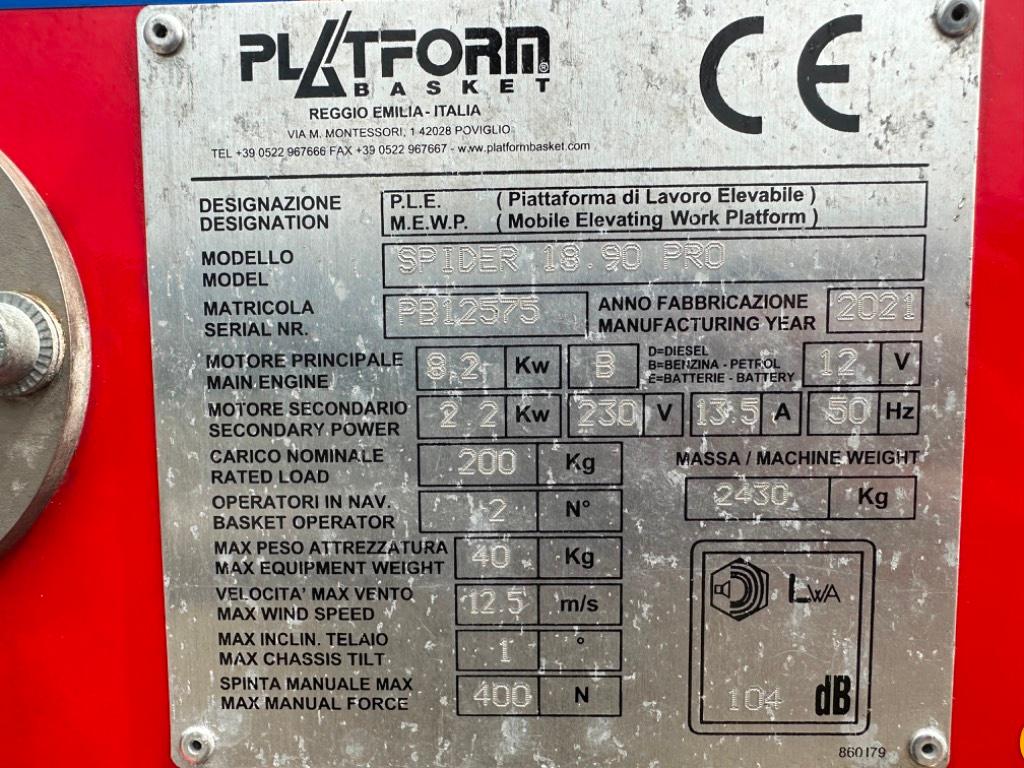 PLATFORM®
BASKET
REGGIO EMILIA - ITALIA
VIA M. MONTESSORI, 1 42028 POVIGLIO
TEL +39 0522 967666 FAX +39 0522 967667 - www.platformbasket.com
CE
DESIGNAZIONE P.L.E. ( Piattaforma di Lavoro Elevabile )
DESIGNATION M.E.W.P. ( Mobile Elevating Work Platform )
MODELLO
MODEL
SPIDER 18.90 PRO
MATRICOLA
SERIAL NR.
PB12575
ANNO FABBRICAZIONE
MANUFACTURING YEAR
2021
MOTORE PRINCIPALE
MAIN ENGINE
8.2 Kw B
D=DIESEL
B=BENZINA - PETROL
E=BATTERIE - BATTERY
12 V
MOTORE SECONDARIO
SECONDARY POWER
2.2 Kw 230 V 13.5 A 50 Hz
CARICO NOMINALE
RATED LOAD
200 Kg
MASSA / MACHINE WEIGHT
2430 Kg
OPERATORI IN NAV.
BASKET OPERATOR
2 N°
MAX PESO ATTREZZATURA
MAX EQUIPMENT WEIGHT
40 Kg
VELOCITA' MAX VENTO
MAX WIND SPEED
12.5 m/s
MAX INCLIN. TELAIO
MAX CHASSIS TILT
1 °
SPINTA MANUALE MAX
MAX MANUAL FORCE
400 N
LWA
104 dB
860179